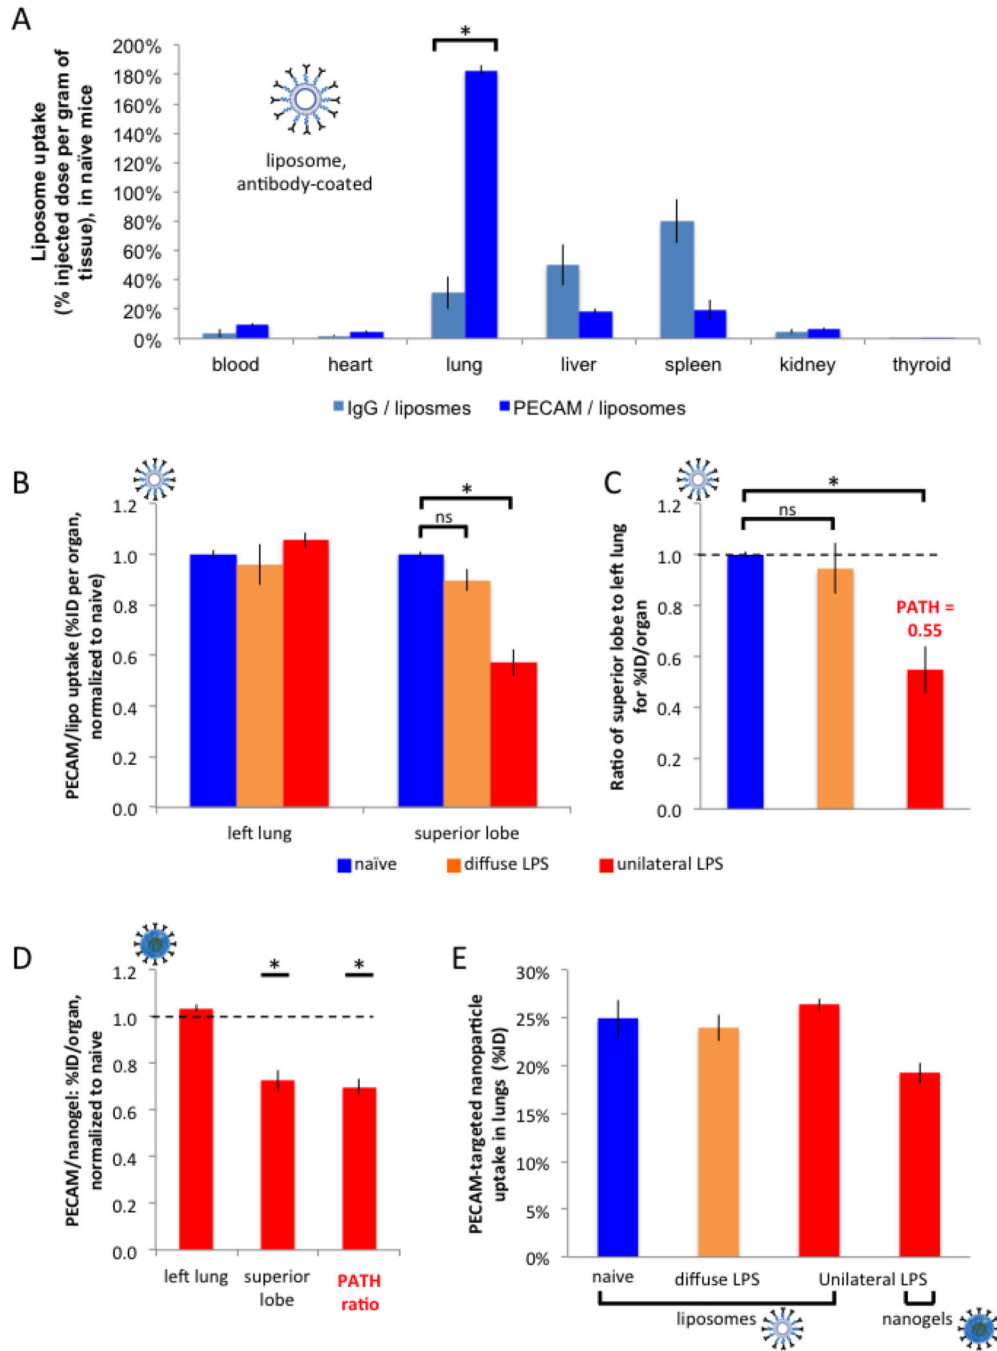 A
Liposome uptake
(% injected dose per gram of
tissue), in naïve mice
200%
180%
160%
140%
120%
100%
80%
60%
40%
20%
0%
*
liposome,
antibody-coated
blood heart lung liver spleen kidney thyroid
IgG / liposmes PECAM / liposomes
B
PECAM/lipo uptake (%ID per organ,
normalized to naive)
1.2
1.0
0.8
0.6
0.4
0.2
0.0
*
ns
left lung superior lobe
C
Ratio of superior lobe to left lung
for %ID/organ
1.2
1.0
0.8
0.6
0.4
0.2
0.0
*
ns
PATH =
0.55
naïve diffuse LPS unilateral LPS
D
PECAM/nanogel: %ID/organ,
normalized to naive
1.2
1.0
0.8
0.6
0.4
0.2
0.0
* *
left lung superior lobe PATH ratio
E
PECAM-targeted nanoparticle
uptake in lungs (%ID)
30%
25%
20%
15%
10%
5%
0%
naive diffuse LPS Unilateral LPS
liposomes nanogels